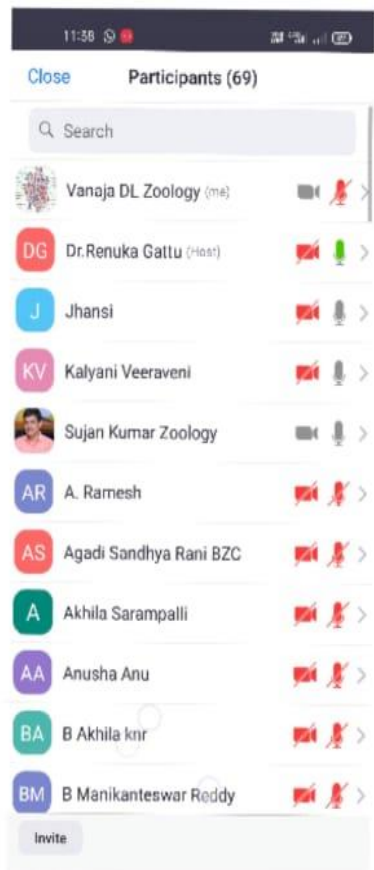 11:38
Close Participants (69)
Search
Vanaja DL Zoology (me)
DG Dr.Renuka Gattu (Host)
J Jhansi
KV Kalyani Veeraveni
Sujan Kumar Zoology
AR A. Ramesh
AS Agadi Sandhya Rani BZC
A Akhila Sarampalli
AA Anusha Anu
BA B Akhila knr
BM B Manikanteswar Reddy
Invite